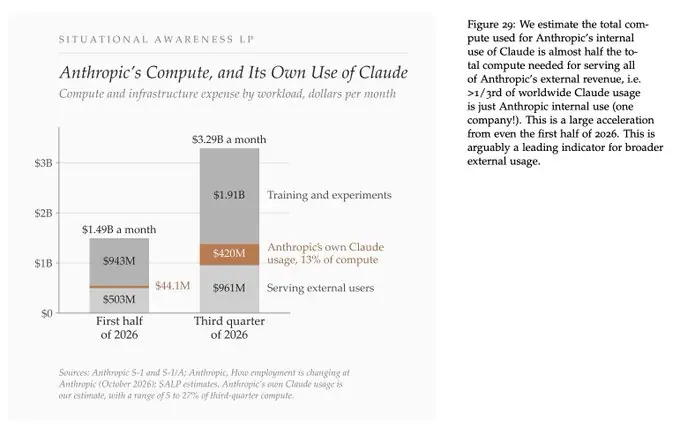 SITUATIONAL AWARENESS LP
Anthropic's Compute, and Its Own Use of Claude
Compute and infrastructure expense by workload, dollars per month
$3.29B a month
$3B
$1.91B
Training and experiments
$2B
$1.49B a month
$943M
$420M
Anthropic's own Claude
usage, 13% of compute
$1B
$44.1M
$503M
$961M
Serving external users
$0
First half
of 2026
Third quarter
of 2026
Sources: Anthropic S-1 and S-1/A; Anthropic, How employment is changing at
Anthropic (October 2026); SALP estimates. Anthropic's own Claude usage is
our estimate, with a range of 5 to 27% of third-quarter compute.
Figure 29: We estimate the total com-
pute used for Anthropic's internal
use of Claude is almost half the to-
tal compute needed for serving all
of Anthropic's external revenue, i.e.
>1/3rd of worldwide Claude usage
is just Anthropic internal use (one
company!). This is a large acceleration
from even the first half of 2026. This is
arguably a leading indicator for broader
external usage.